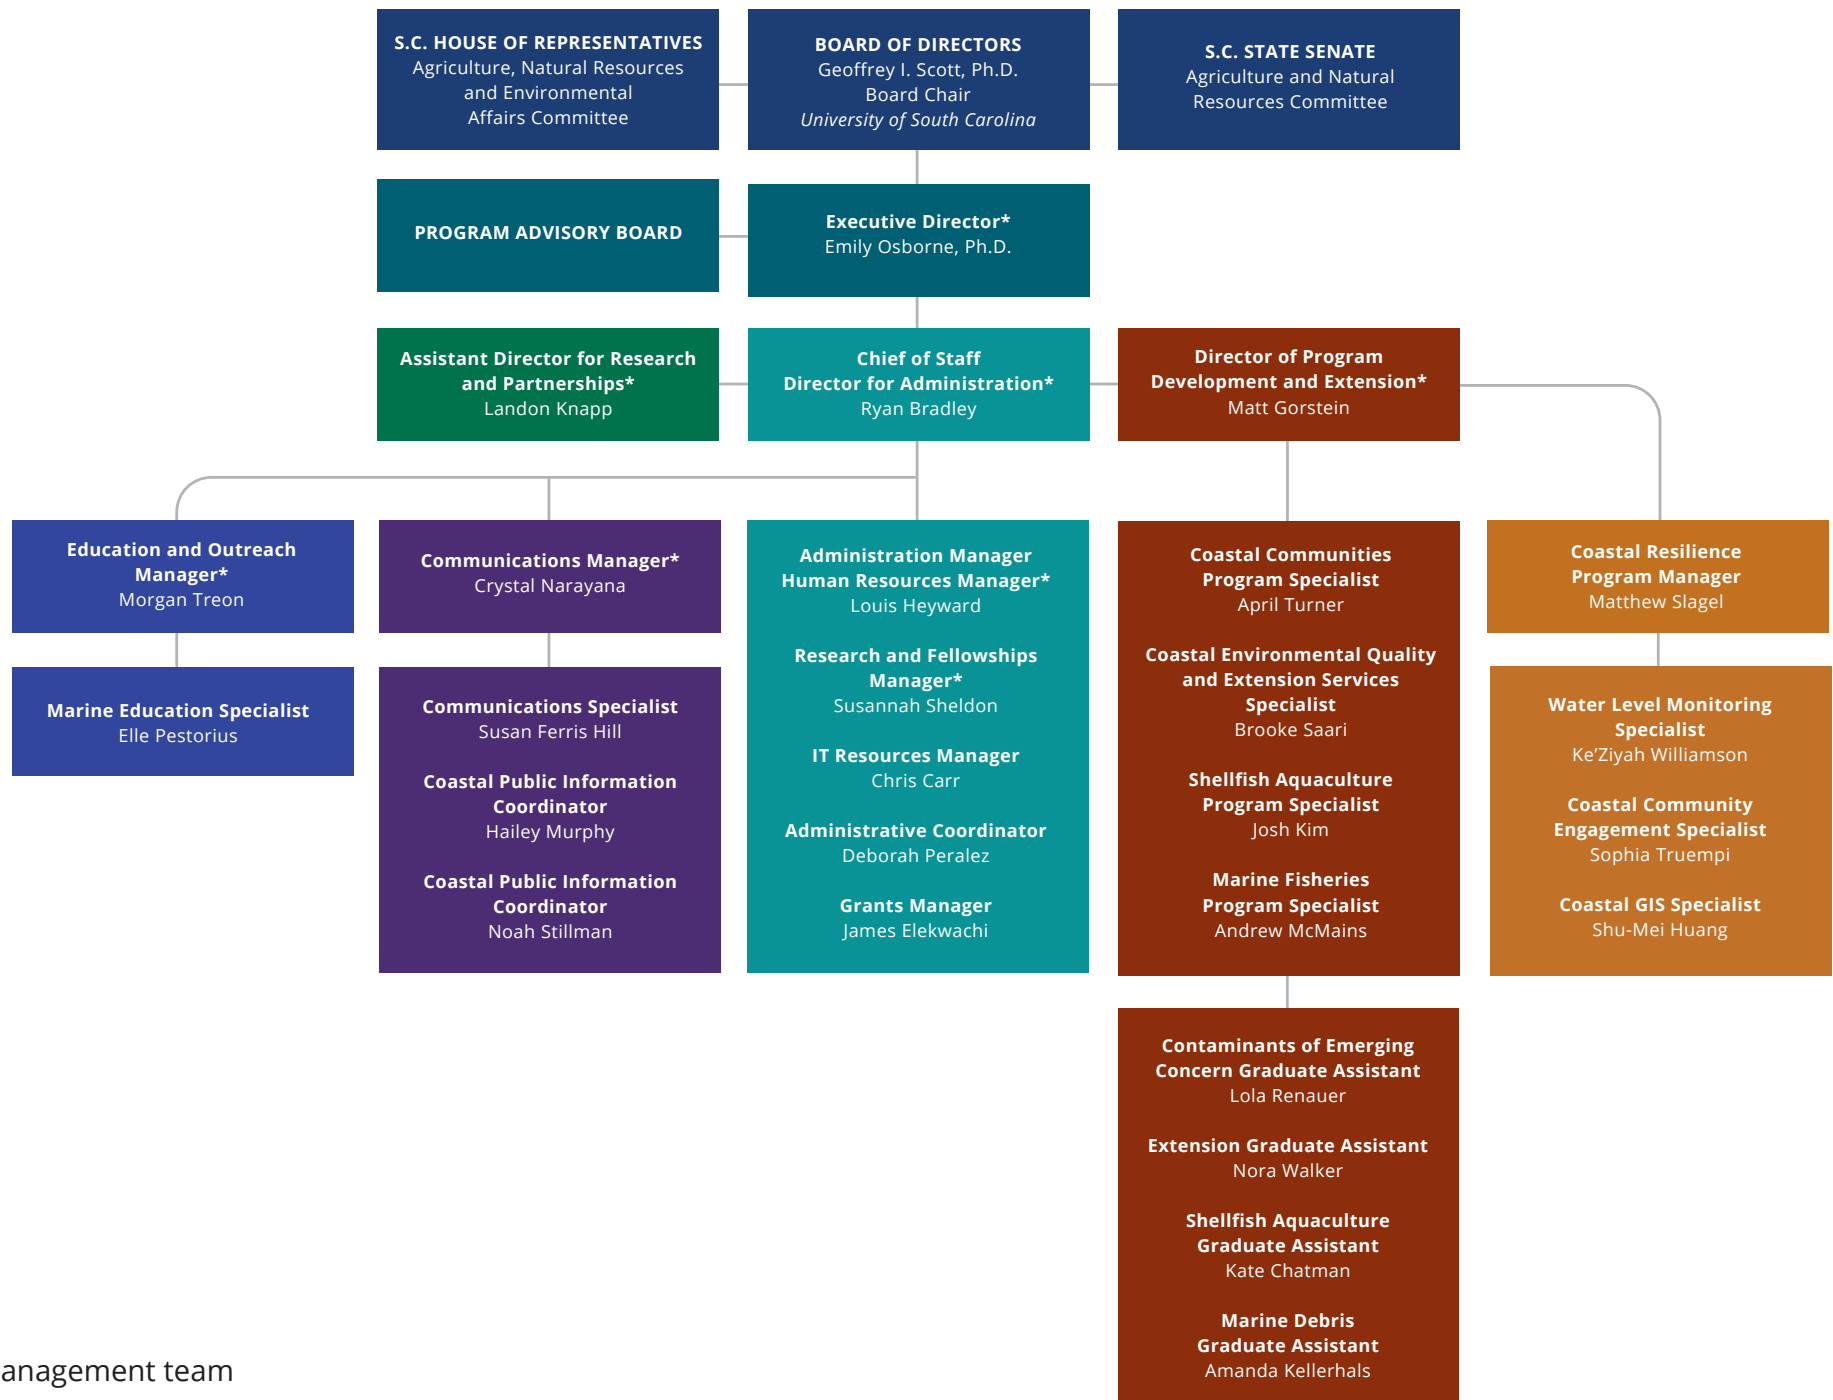 S.C. HOUSE OF REPRESENTATIVES
Agriculture, Natural Resources
and Environmental
Affairs Committee
BOARD OF DIRECTORS
Geoffrey I. Scott, Ph.D.
Board Chair
University of South Carolina
S.C. STATE SENATE
Agriculture and Natural
Resources Committee
PROGRAM ADVISORY BOARD
Executive Director*
Emily Osborne, Ph.D.
Assistant Director for Research
and Partnerships*
Landon Knapp
Chief of Staff
Director for Administration*
Ryan Bradley
Director of Program
Development and Extension*
Matt Gorstein
Education and Outreach
Manager*
Morgan Treon
Marine Education Specialist
Elle Pestorius
Communications Manager*
Crystal Narayana
Communications Specialist
Susan Ferris Hill
Coastal Public Information
Coordinator
Hailey Murphy
Coastal Public Information
Coordinator
Noah Stillman
Administration Manager
Human Resources Manager*
Louis Heyward
Research and Fellowships
Manager*
Susannah Sheldon
IT Resources Manager
Chris Carr
Administrative Coordinator
Deborah Peralez
Grants Manager
James Elekwachi
Coastal Communities
Program Specialist
April Turner
Coastal Environmental Quality
and Extension Services
Specialist
Brooke Saari
Shellfish Aquaculture
Program Specialist
Josh Kim
Marine Fisheries
Program Specialist
Andrew McMains
Contaminants of Emerging
Concern Graduate Assistant
Lola Renauer
Extension Graduate Assistant
Nora Walker
Shellfish Aquaculture
Graduate Assistant
Kate Chatman
Marine Debris
Graduate Assistant
Amanda Kellerhals
Coastal Resilience
Program Manager
Matthew Slagel
Water Level Monitoring
Specialist
Ke’Ziyah Williamson
Coastal Community
Engagement Specialist
Sophia Truempi
Coastal GIS Specialist
Shu-Mei Huang
anagement team